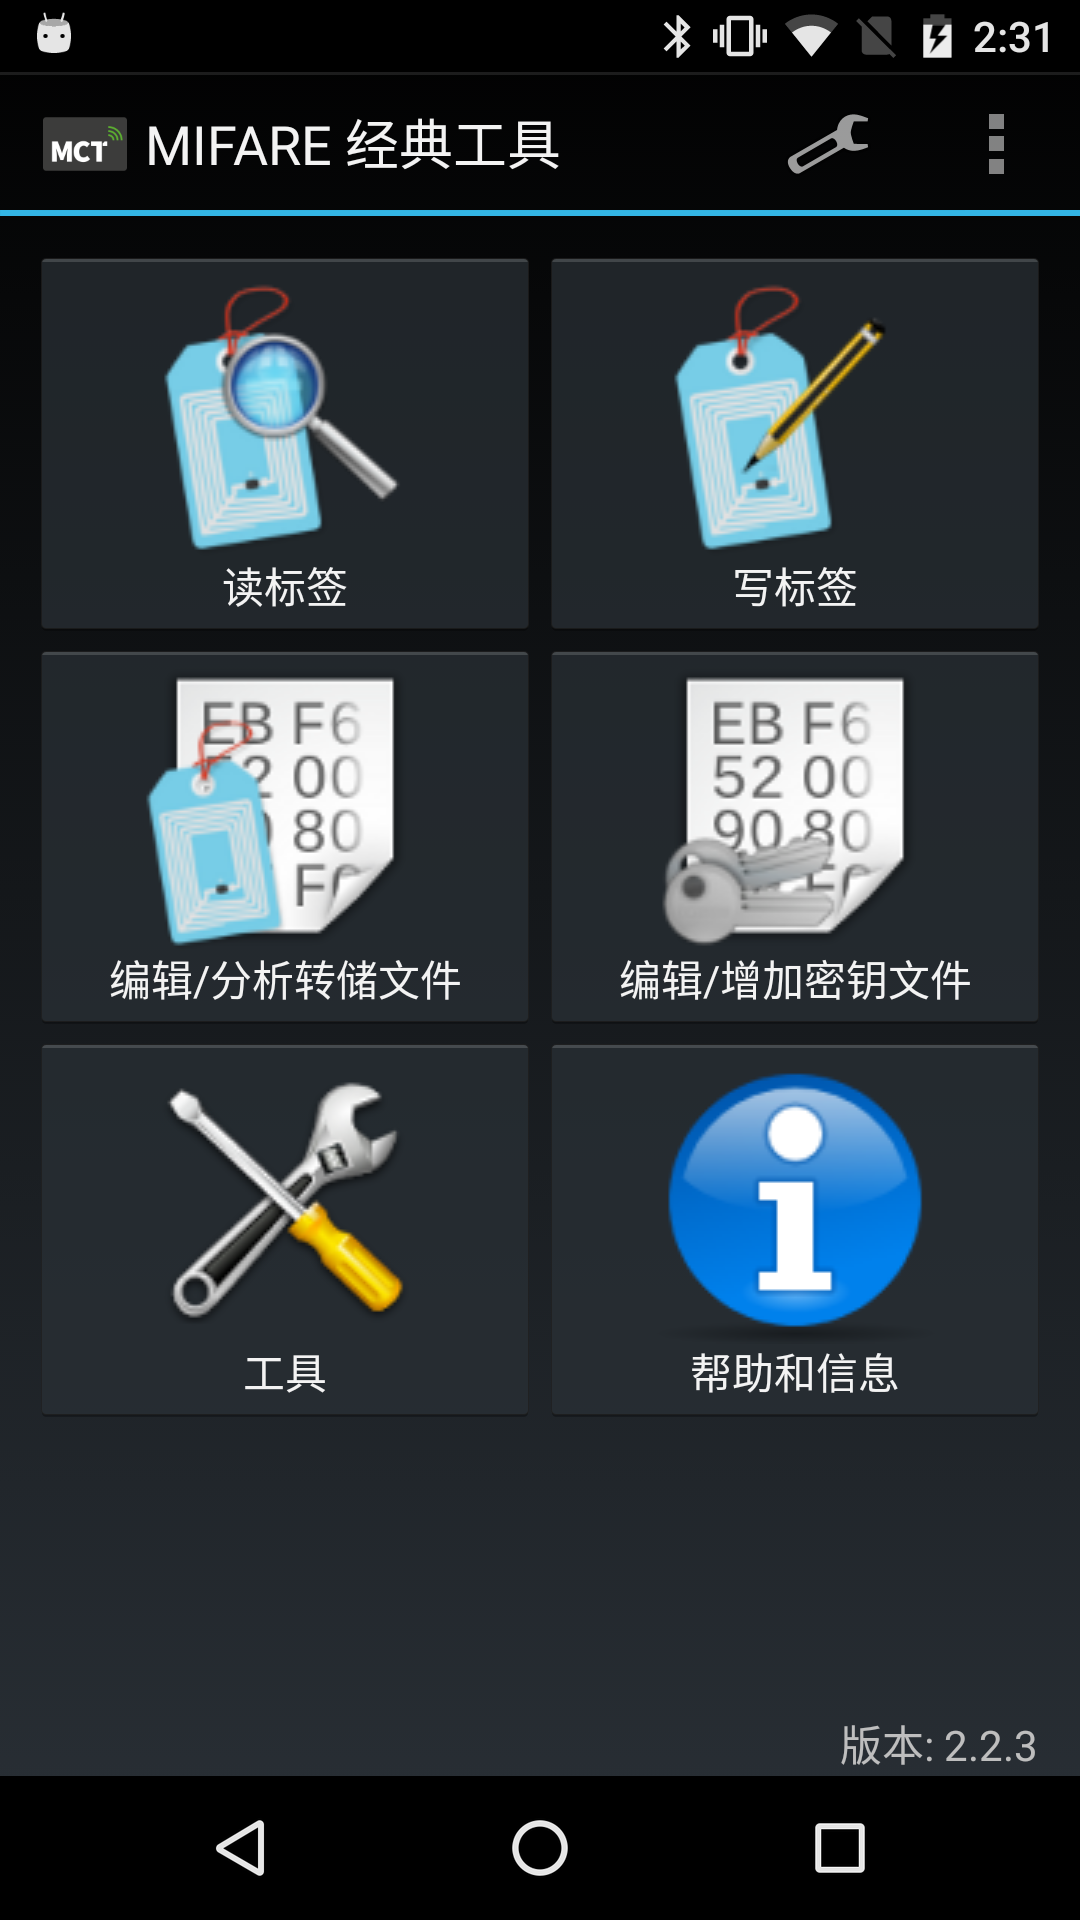 2:31
MCT MIFARE 经典工具
读标签
写标签
EB F6
52 00
80
F0
EB F6
52 00
90 80
编辑/分析转储文件
编辑/增加密钥文件
工具
帮助和信息
版本: 2.2.3